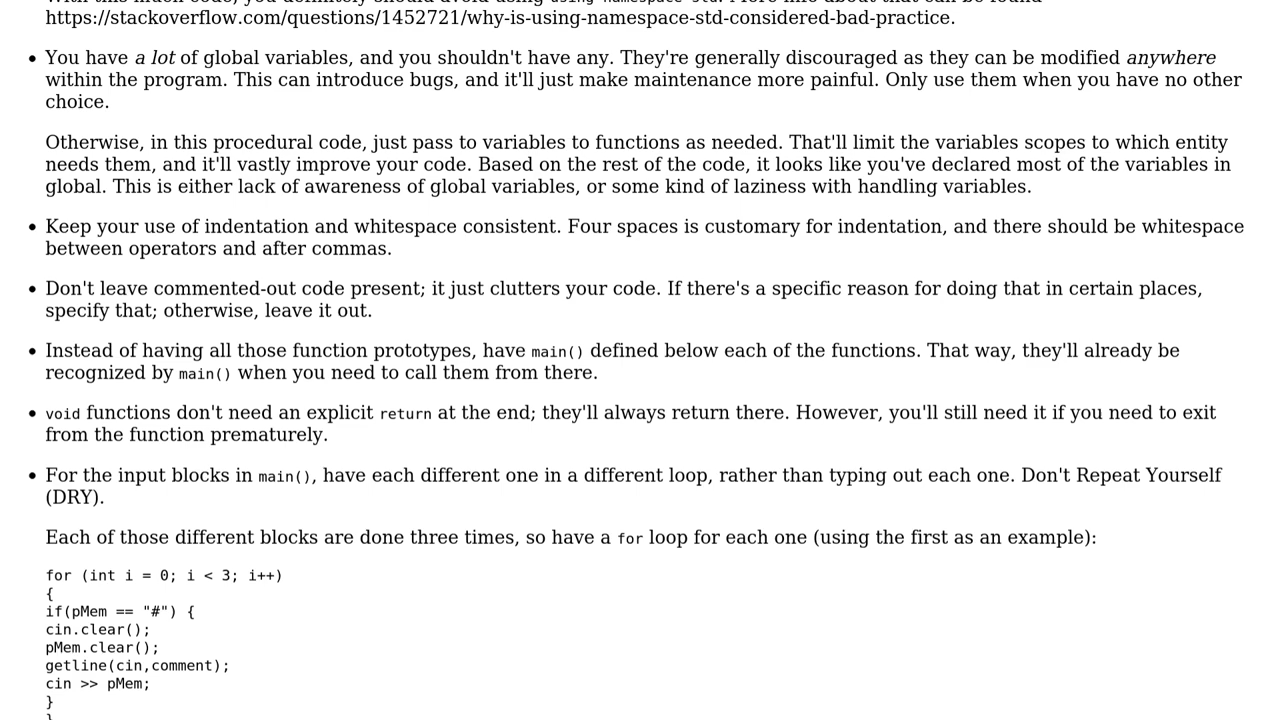 https://stackoverflow.com/questions/1452721/why-is-using-namespace-std-considered-bad-practice.
• You have a lot of global variables, and you shouldn't have any. They're generally discouraged as they can be modified anywhere
within the program. This can introduce bugs, and it'll just make maintenance more painful. Only use them when you have no other
choice.
Otherwise, in this procedural code, just pass to variables to functions as needed. That'll limit the variables scopes to which entity
needs them, and it'll vastly improve your code. Based on the rest of the code, it looks like you've declared most of the variables in
global. This is either lack of awareness of global variables, or some kind of laziness with handling variables.
• Keep your use of indentation and whitespace consistent. Four spaces is customary for indentation, and there should be whitespace
between operators and after commas.
• Don't leave commented-out code present; it just clutters your code. If there's a specific reason for doing that in certain places,
specify that; otherwise, leave it out.
• Instead of having all those function prototypes, have main() defined below each of the functions. That way, they'll already be
recognized by main() when you need to call them from there.
• void functions don't need an explicit return at the end; they'll always return there. However, you'll still need it if you need to exit
from the function prematurely.
• For the input blocks in main(), have each different one in a different loop, rather than typing out each one. Don't Repeat Yourself
(DRY).
Each of those different blocks are done three times, so have a for loop for each one (using the first as an example):
for (int i = 0; i < 3; i++)
{
if(pMem == "#") {
cin.clear();
pMem.clear();
getline(cin,comment);
cin >> pMem;
}